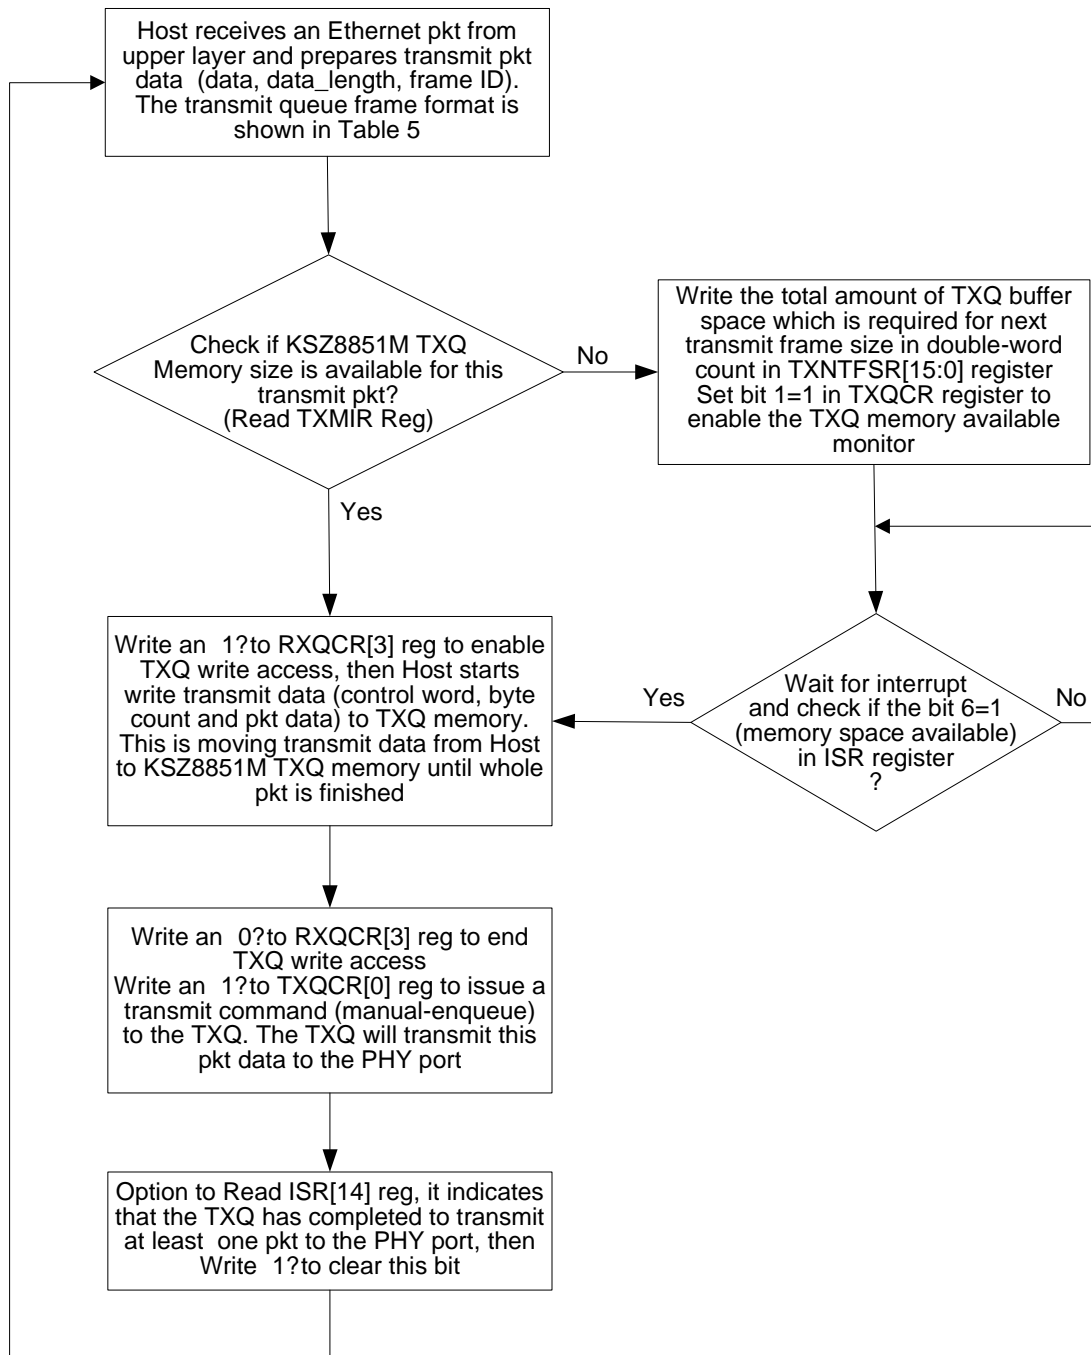 Host receives an Ethernet pkt from
upper layer and prepares transmit pkt
data (data, data_length, frame ID).
The transmit queue frame format is
shown in Table 5
Check if KSZ8851M TXQ
Memory size is available for this
transmit pkt?
(Read TXMIR Reg)
No
Yes
Write the total amount of TXQ buffer
space which is required for next
transmit frame size in double-word
count in TXNTFSR[15:0] register
Set bit 1=1 in TXQCR register to
enable the TXQ memory available
monitor
Wait for interrupt
and check if the bit 6=1
(memory space available)
in ISR register
?
Yes
No
Write an 1?to RXQCR[3] reg to enable
TXQ write access, then Host starts
write transmit data (control word, byte
count and pkt data) to TXQ memory.
This is moving transmit data from Host
to KSZ8851M TXQ memory until whole
pkt is finished
Write an 0?to RXQCR[3] reg to end
TXQ write access
Write an 1?to TXQCR[0] reg to issue a
transmit command (manual-enqueue)
to the TXQ. The TXQ will transmit this
pkt data to the PHY port
Option to Read ISR[14] reg, it indicates
that the TXQ has completed to transmit
at least one pkt to the PHY port, then
Write 1?to clear this bit